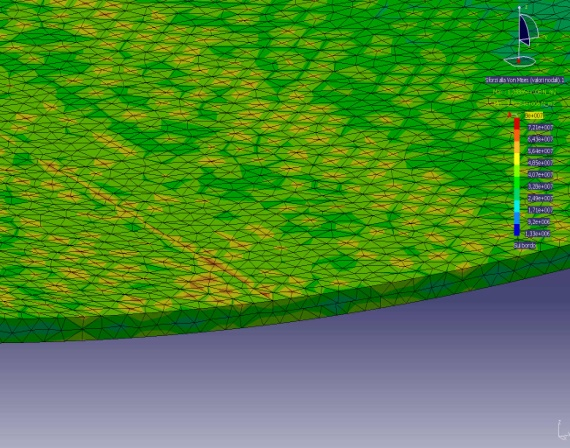 Sforzi alla Von Mises (valori nodali).1
8e+007
7,21e+007
6,43e+007
5,64e+007
4,85e+007
4,07e+007
3,28e+007
2,49e+007
1,71e+007
9,2e+006
1,33e+006
Sul bordo